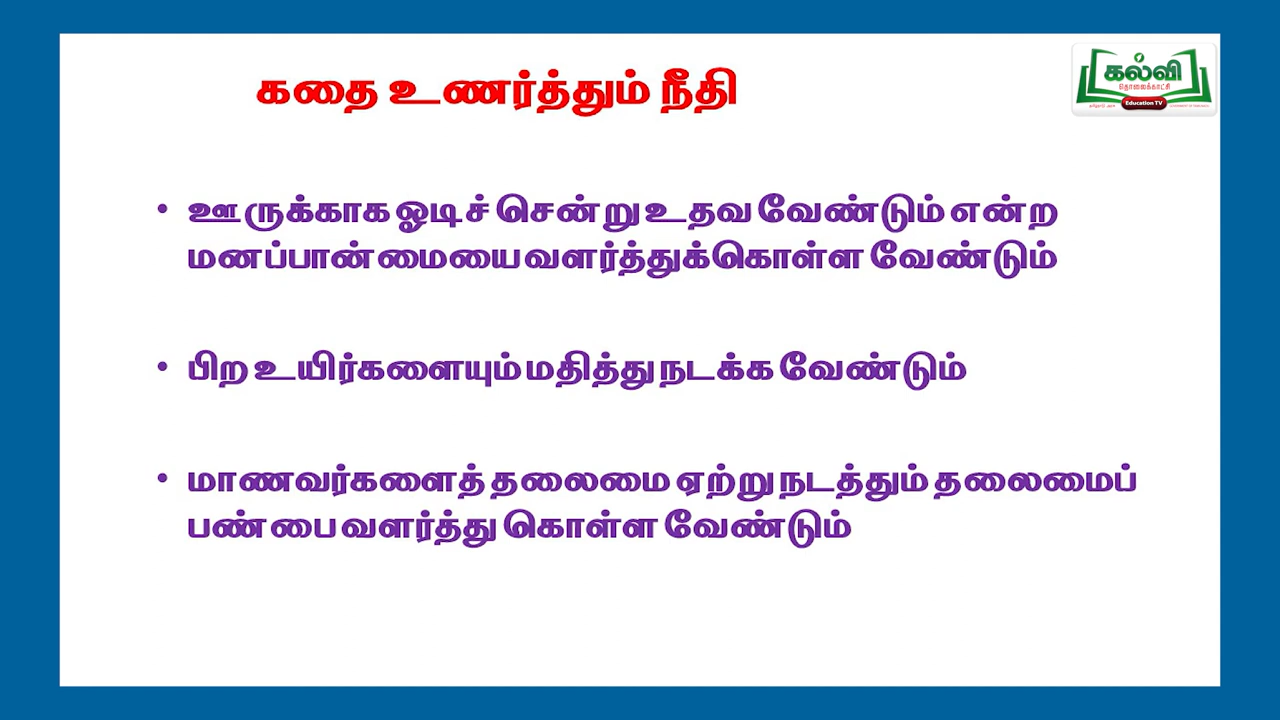 கதை உணர்த்தும் நீதி
கல்வி
தொலைக்காட்சி
Education TV
• ஊருக்காக ஓடிச் சென்று உதவ வேண்டும் என்ற
மனப்பான்மையை வளர்த்துக்கொள்ள வேண்டும்
• பிற உயிர்களையும் மதித்து நடக்க வேண்டும்
• மாணவர்களைத் தலைமை ஏற்று நடத்தும் தலைமைப்
பண்பை வளர்த்து கொள்ள வேண்டும்